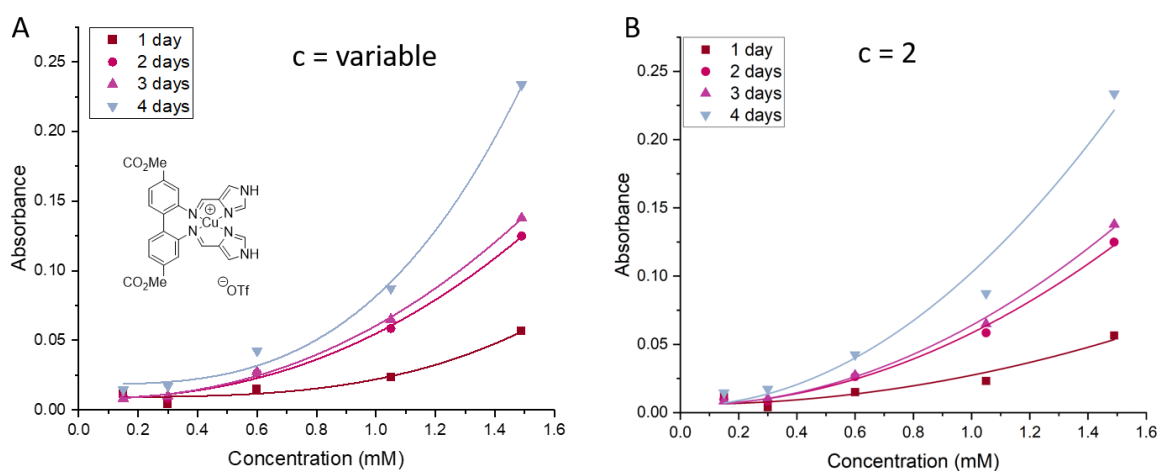 A
1 day
2 days
3 days
4 days
c = variable
0.25
0.20
0.15
0.10
0.05
0.00
Absorbance
CO₂Me
NH
N
N
⊕
Cu
N
N
NH
CO₂Me
⊖OTf
0.0 0.2 0.4 0.6 0.8 1.0 1.2 1.4 1.6
Concentration (mM)
B
1 day
2 days
3 days
4 days
c = 2
0.25
0.20
0.15
0.10
0.05
0.00
Absorbance
0.0 0.2 0.4 0.6 0.8 1.0 1.2 1.4 1.6
Concentration (mM)